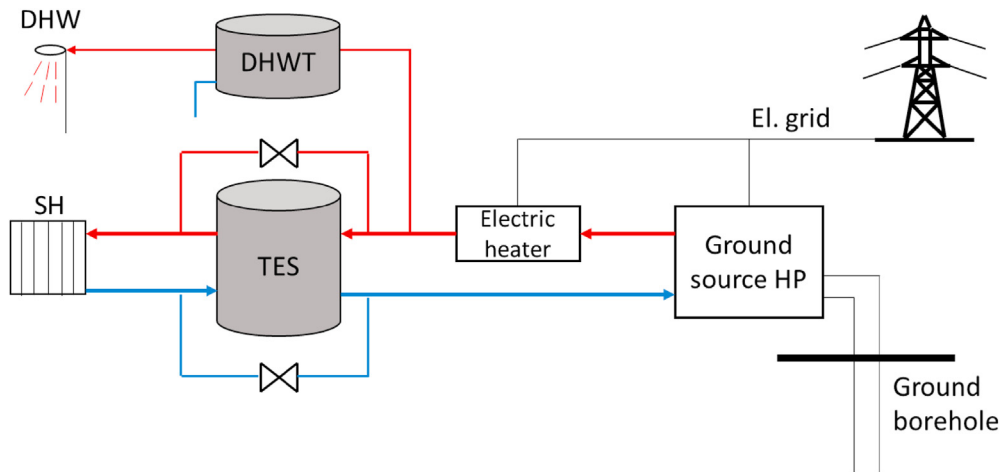 DHW
DHWT
El. grid
SH
Electric
heater
TES
Ground
source HP
Ground
borehole